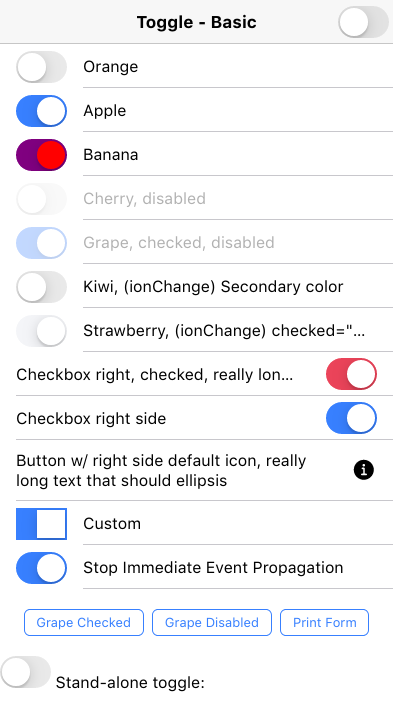 Toggle - Basic
Orange
Apple
Banana
Cherry, disabled
Grape, checked, disabled
Kiwi, (ionChange) Secondary color
Strawberry, (ionChange) checked="...
Checkbox right, checked, really lon...
Checkbox right side
Button w/ right side default icon, really
long text that should ellipsis
Custom
Stop Immediate Event Propagation
Grape Checked Grape Disabled Print Form
Stand-alone toggle: